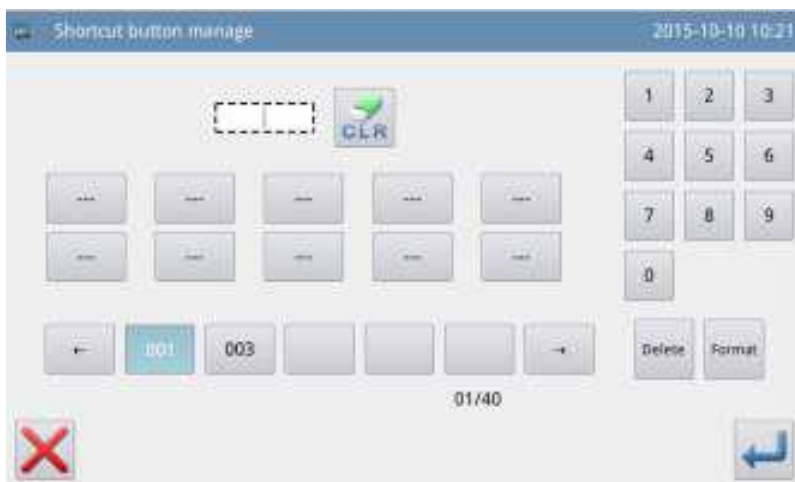 Shortcut button manage 2015-10-10 10:21
1 2 3
CLR
4 5 6
--- --- --- --- ---
7 8 9
--- --- --- --- ---
0
← 001 003 → Delete Format
01/40